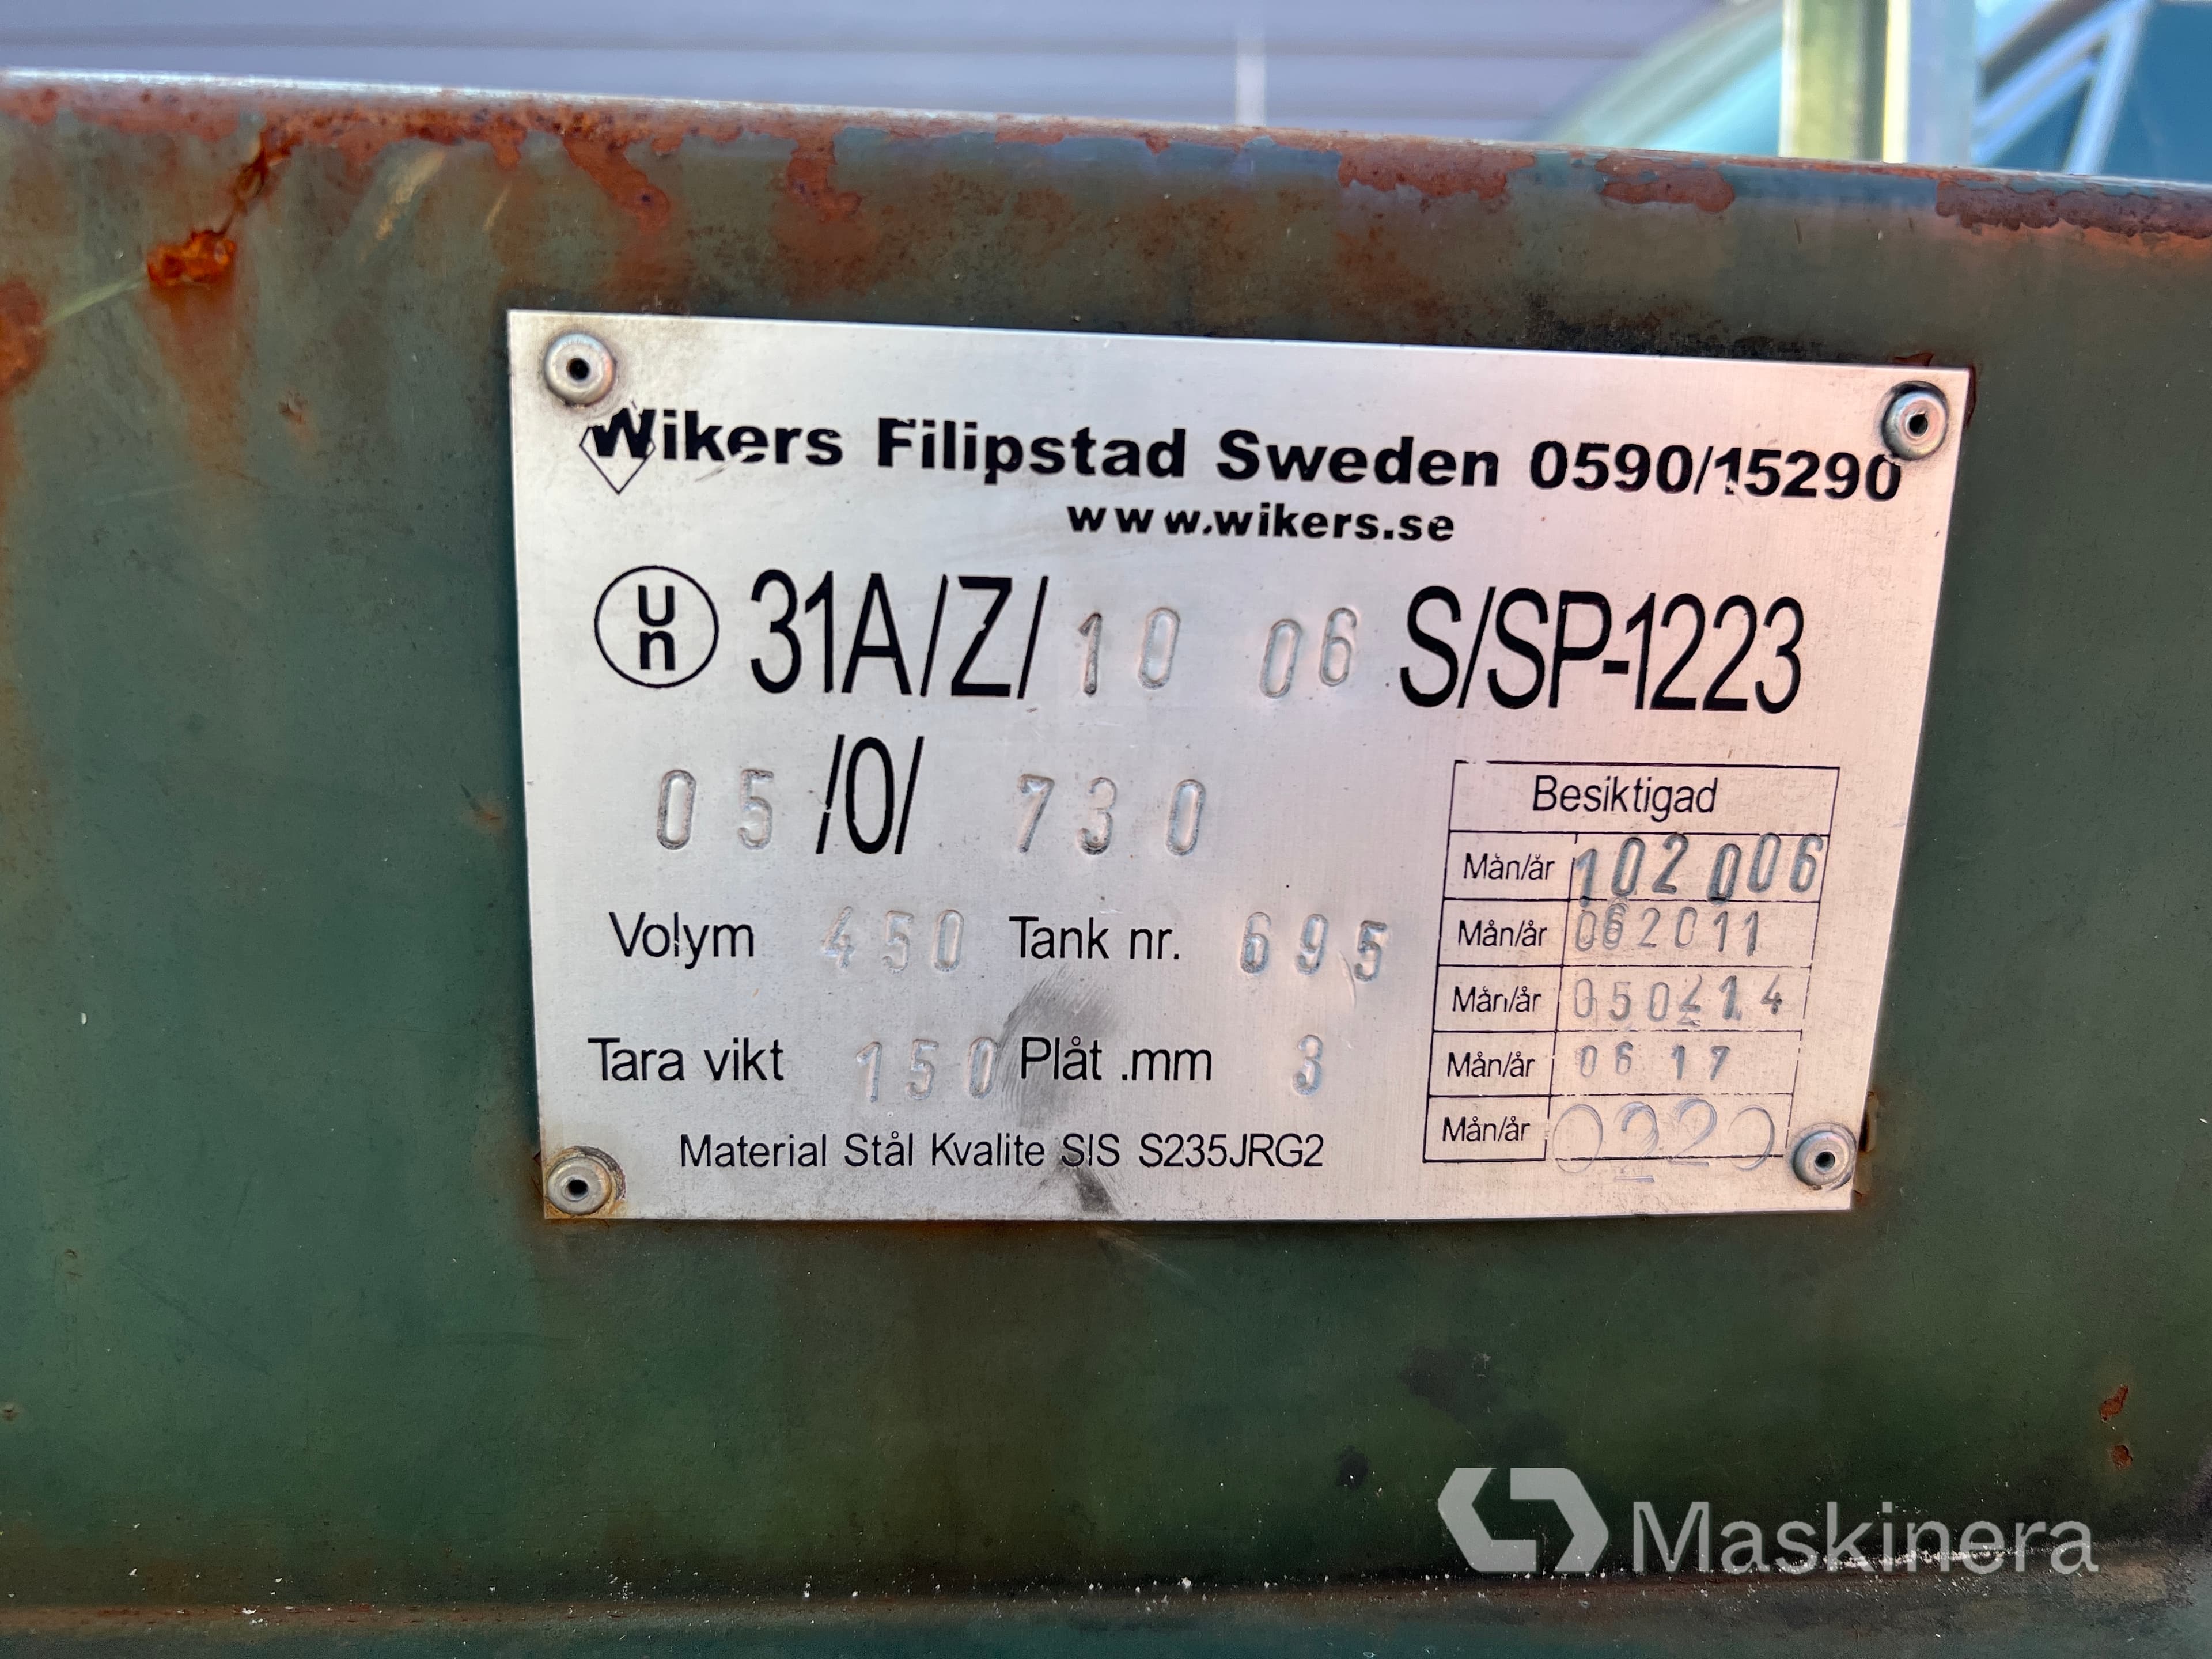 Wikers Filipstad Sweden 0590/15290
www.wikers.se
un 31A/Z/ 10 06 S/SP-1223
05 /0/ 730
Besiktigad
Mån/år 102006
Mån/år 062011
Mån/år
Mån/år 06 17
Mån/år 0220
Volym 450 Tank nr. 695
Tara vikt 150 Plåt .mm 3
Material Stål Kvalite SIS S235JRG2
Maskinera